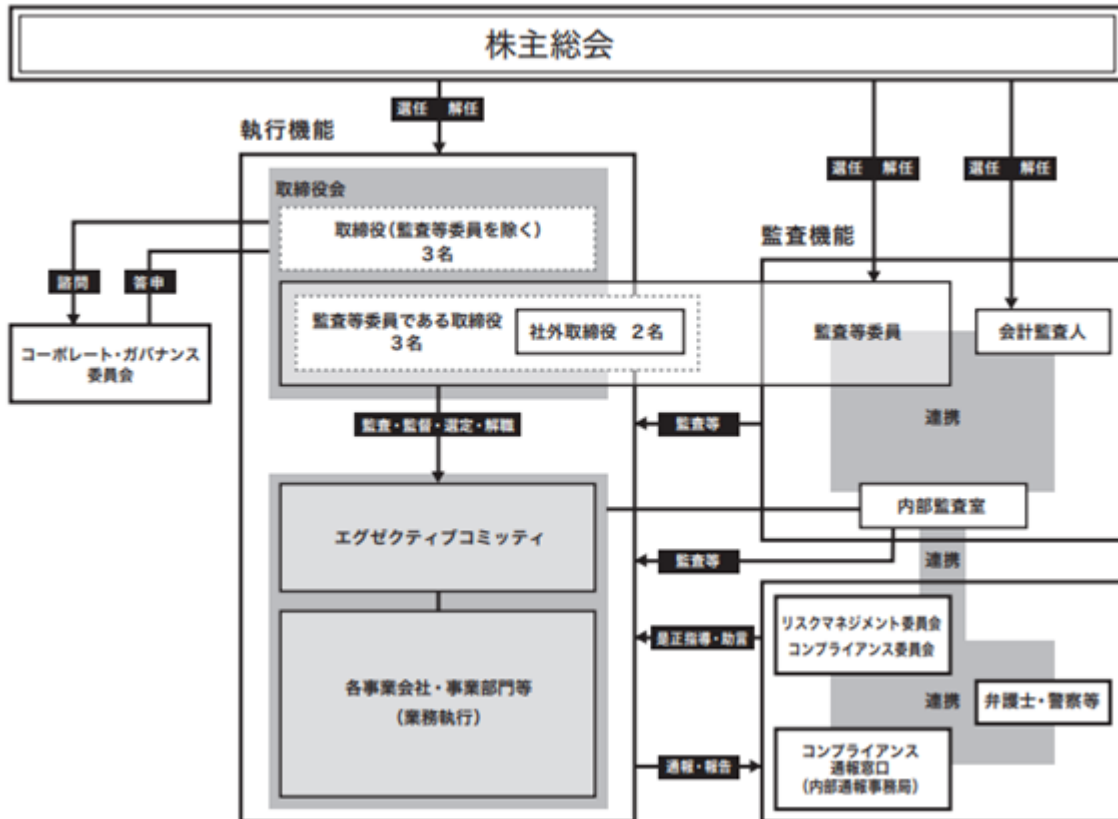 株主総会
選任 解任
執行機能
選任 解任
選任 解任
取締役会
取締役(監査等委員を除く)
3名
監査機能
諮問
答申
コーポレート・ガバナンス
委員会
監査等委員である取締役
3名
社外取締役 2名
監査等委員
会計監査人
監査・監督・選定・解職
監査等
連携
エグゼクティブコミッティ
内部監査室
監査等
連携
リスクマネジメント委員会
コンプライアンス委員会
是正指導・助言
各事業会社・事業部門等
(業務執行)
連携
弁護士・警察等
通報・報告
コンプライアンス
通報窓口
(内部通報事務局)